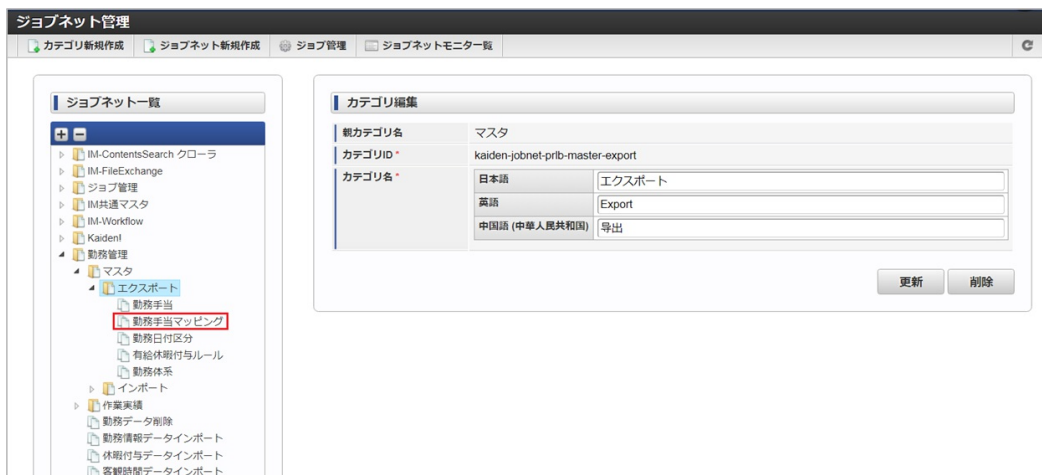 ジョブネット管理
カテゴリ新規作成 ジョブネット新規作成 ジョブ管理 ジョブネットモニター覧
ジョブネット一覧
IM-ContentsSearch クローラ
IM-FileExchange
ジョブ管理
IM共通マスタ
IM-Workflow
Kaiden!
勤務管理
マスタ
エクスポート
勤務手当
勤務手当マッピング
勤務日付区分
有給休暇付与ルール
勤務体系
インポート
作業実績
勤務データ削除
勤務情報データインポート
休暇付与データインポート
客観時間データインポート
カテゴリ編集
親カテゴリ名 マスタ
カテゴリID * kaiden-jobnet-prlb-master-export
カテゴリ名 * 日本語 エクスポート
英語 Export
中国語 (中華人民共和国) 导出
更新 削除